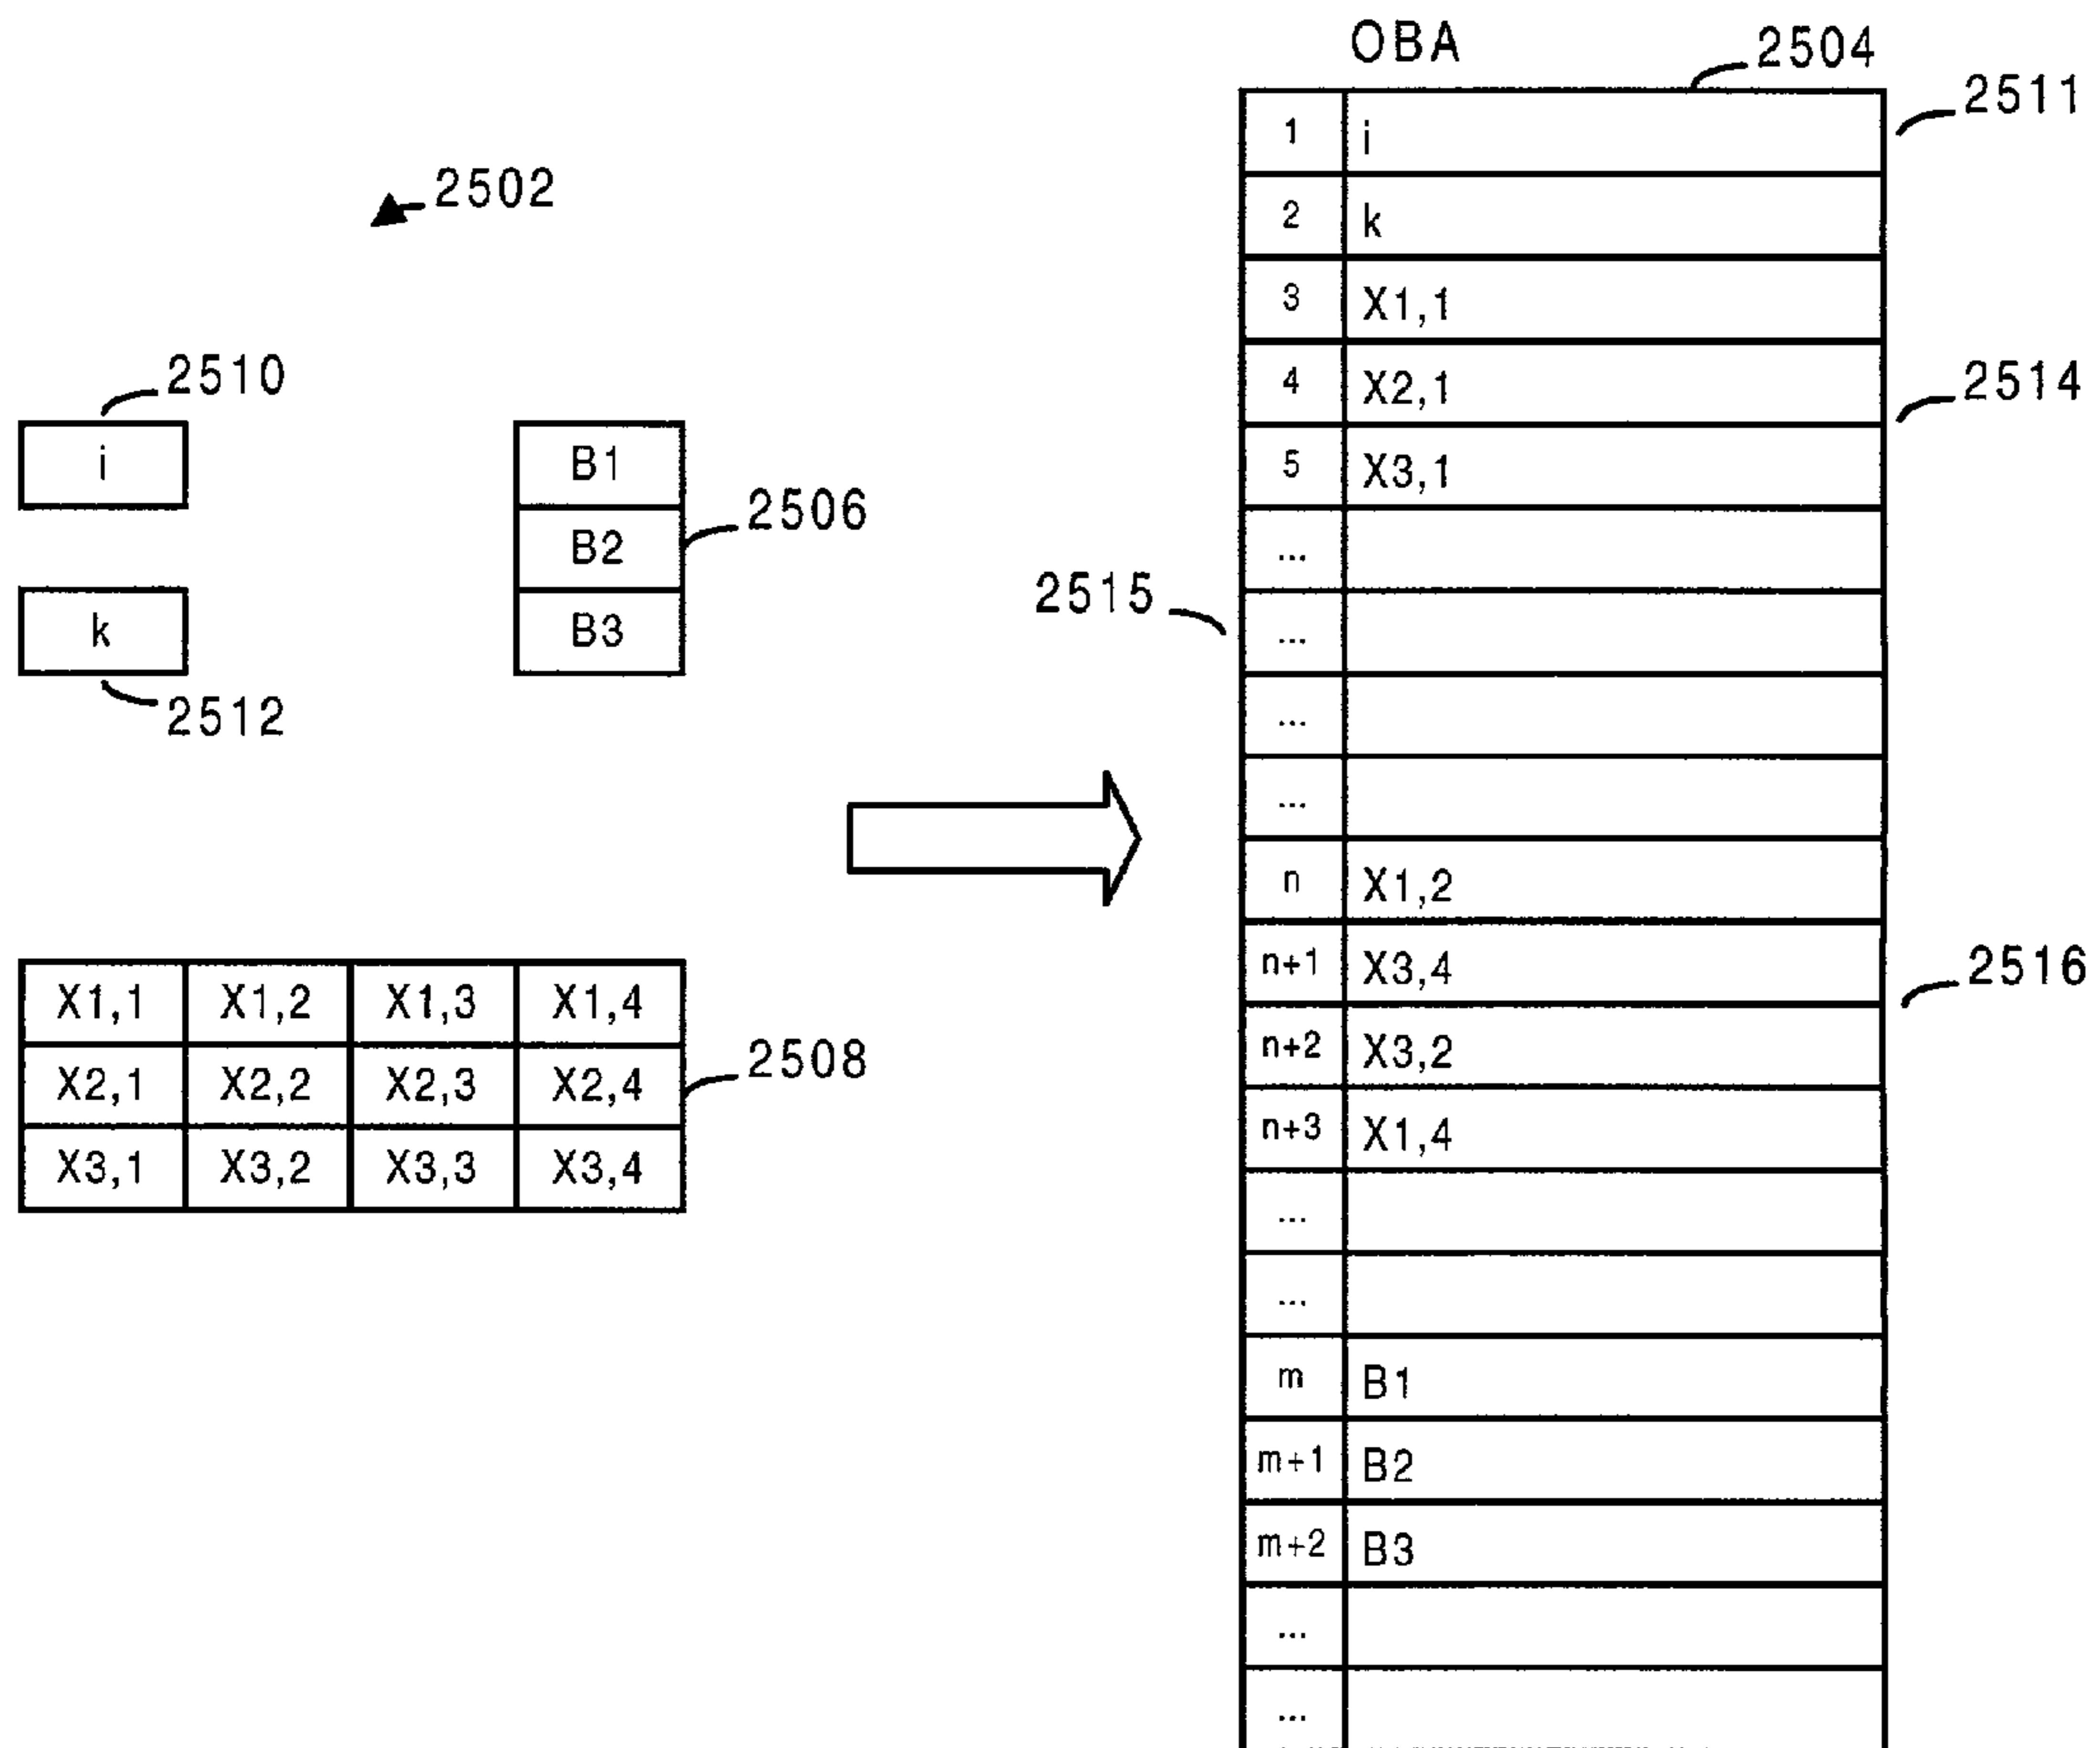 OBA
2504
2511
2502
2510
i
k
2512
B1
B2
B3
2506
X1,1 X1,2 X1,3 X1,4
X2,1 X2,2 X2,3 X2,4
X3,1 X3,2 X3,3 X3,4
2508
1 i
2 k
3 X1,1
4 X2,1
5 X3,1
...
...
...
...
n X1,2
n+1 X3,4
n+2 X3,2
n+3 X1,4
...
...
m B1
m+1 B2
m+2 B3
...
...
2514
2515
2516